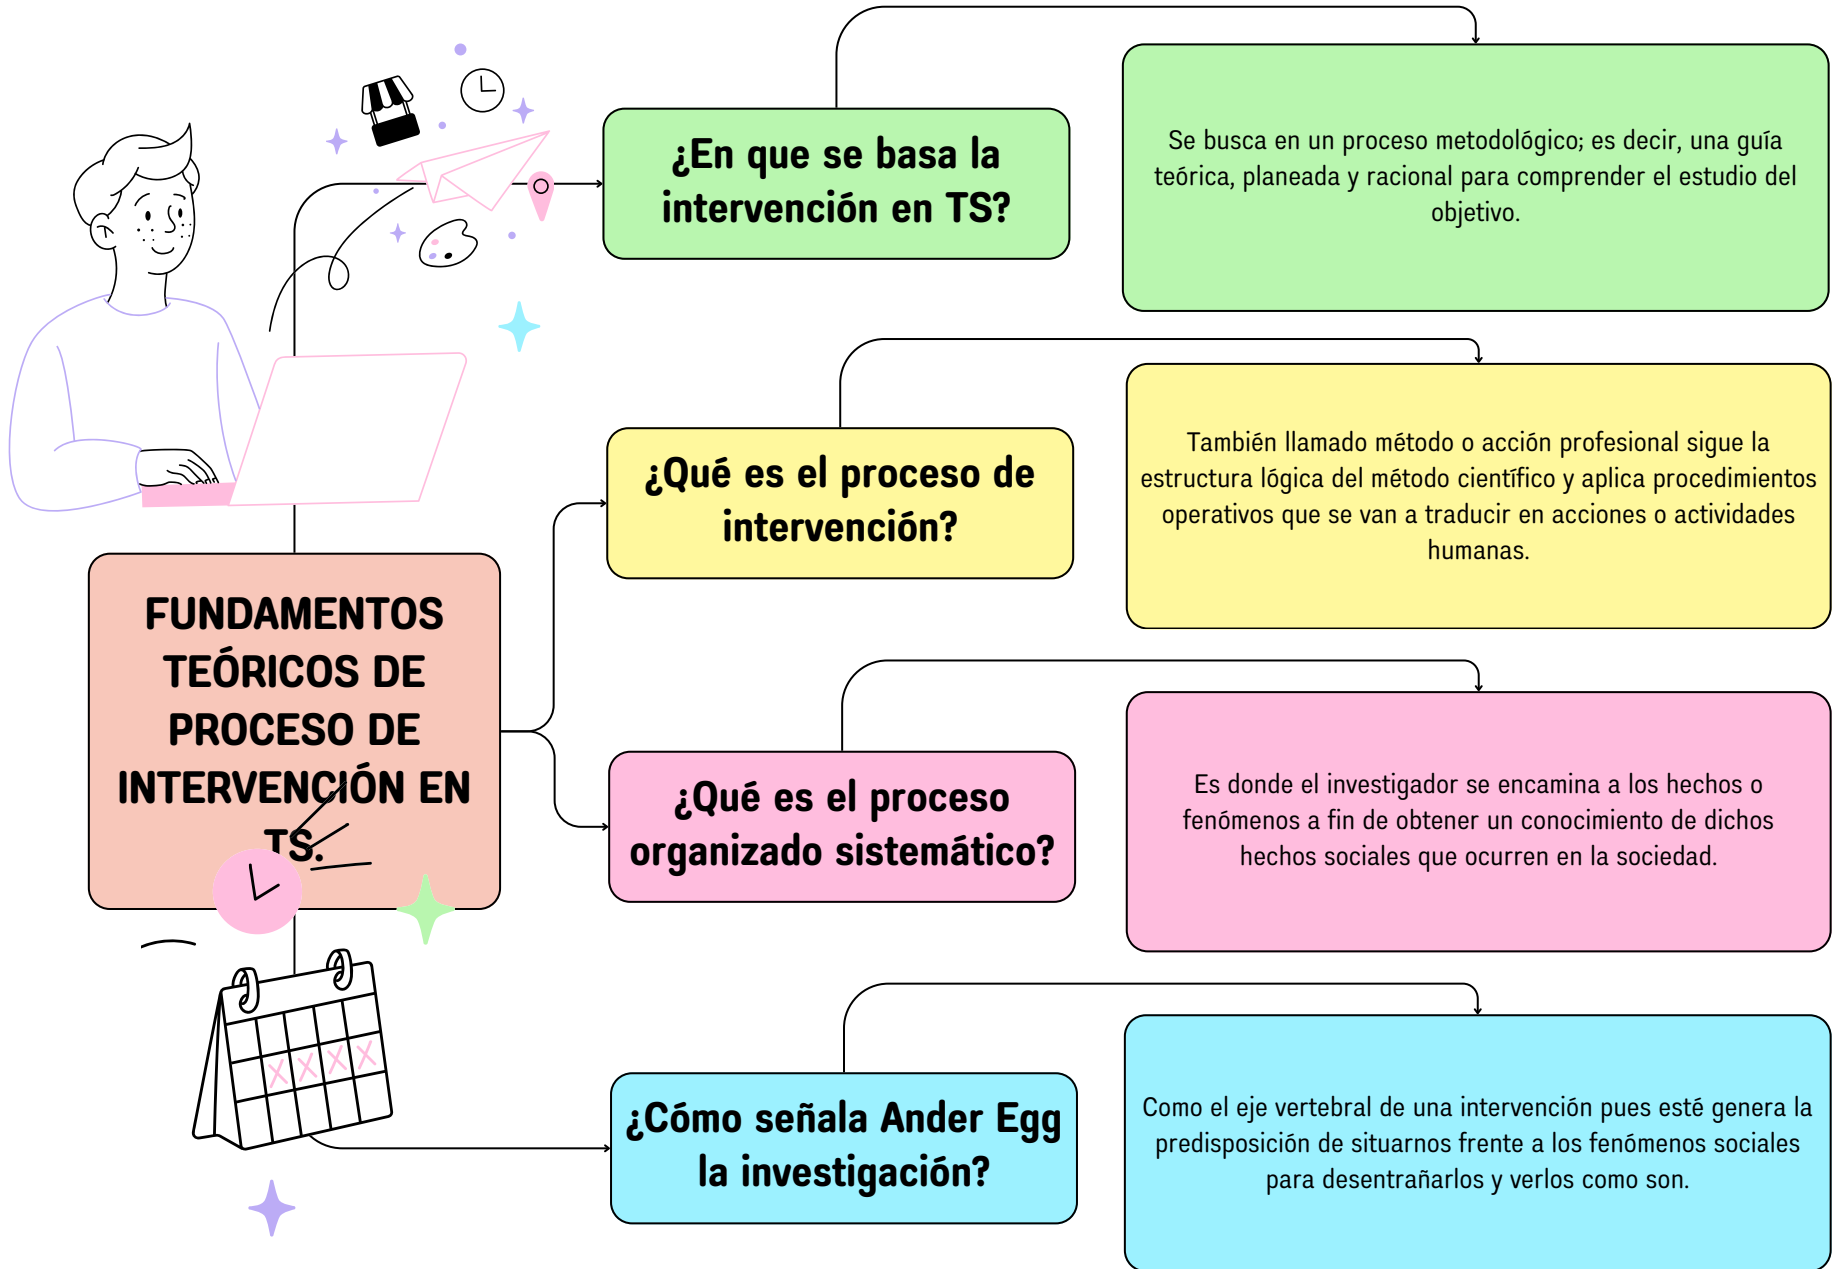 FUNDAMENTOS
TEÓRICOS DE
PROCESO DE
INTERVENCIÓN EN
TS.
¿En que se basa la
intervención en TS?
Se busca en un proceso metodológico; es decir, una guía
teórica, planeada y racional para comprender el estudio del
objetivo.
¿Qué es el proceso de
intervención?
También llamado método o acción profesional sigue la
estructura lógica del método científico y aplica procedimientos
operativos que se van a traducir en acciones o actividades
humanas.
¿Qué es el proceso
organizado sistemático?
Es donde el investigador se encamina a los hechos o
fenómenos a fin de obtener un conocimiento de dichos
hechos sociales que ocurren en la sociedad.
¿Cómo señala Ander Egg
la investigación?
Como el eje vertebral de una intervención pues esté genera la
predisposición de situarnos frente a los fenómenos sociales
para desentrañarlos y verlos como son.